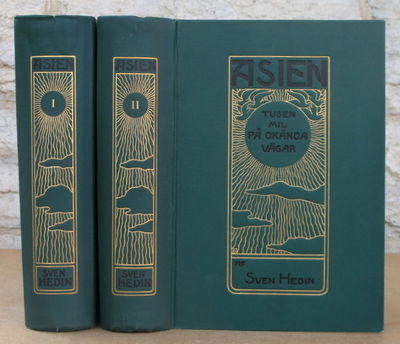 ASIEN
I
SVEN
HEDIN
ASIEN
II
SVEN
HEDIN
ASIEN
TUSEN
MIL
PÅ OKÄNDA
VÄGAR
AF
SVEN HEDIN